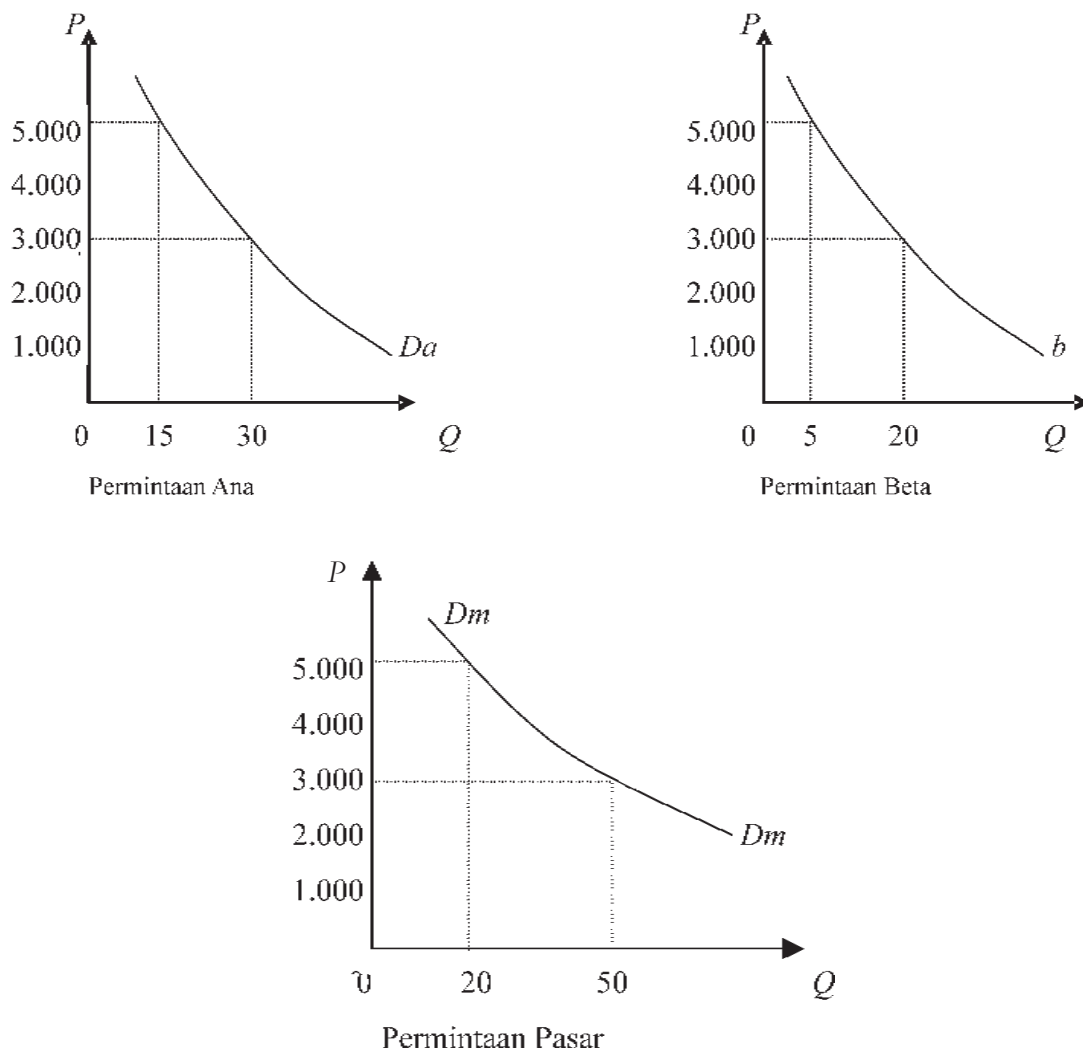 P
5.000
4.000
3.000
2.000
1.000
Da
0 15 30 Q
Permintaan Ana
P
5.000
4.000
3.000
2.000
1.000
b
0 5 20 Q
Permintaan Beta
P
Dm
5.000
4.000
3.000
2.000
Dm
1.000
0 20 50 Q
Permintaan Pasar